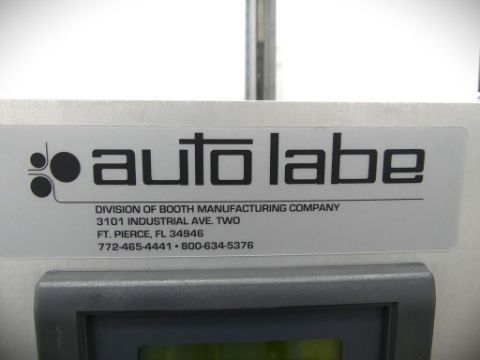 auto labe
DIVISION OF BOOTH MANUFACTURING COMPANY
3101 INDUSTRIAL AVE. TWO
FT. PIERCE, FL 34946
772-465-4441 • 800-634-5376